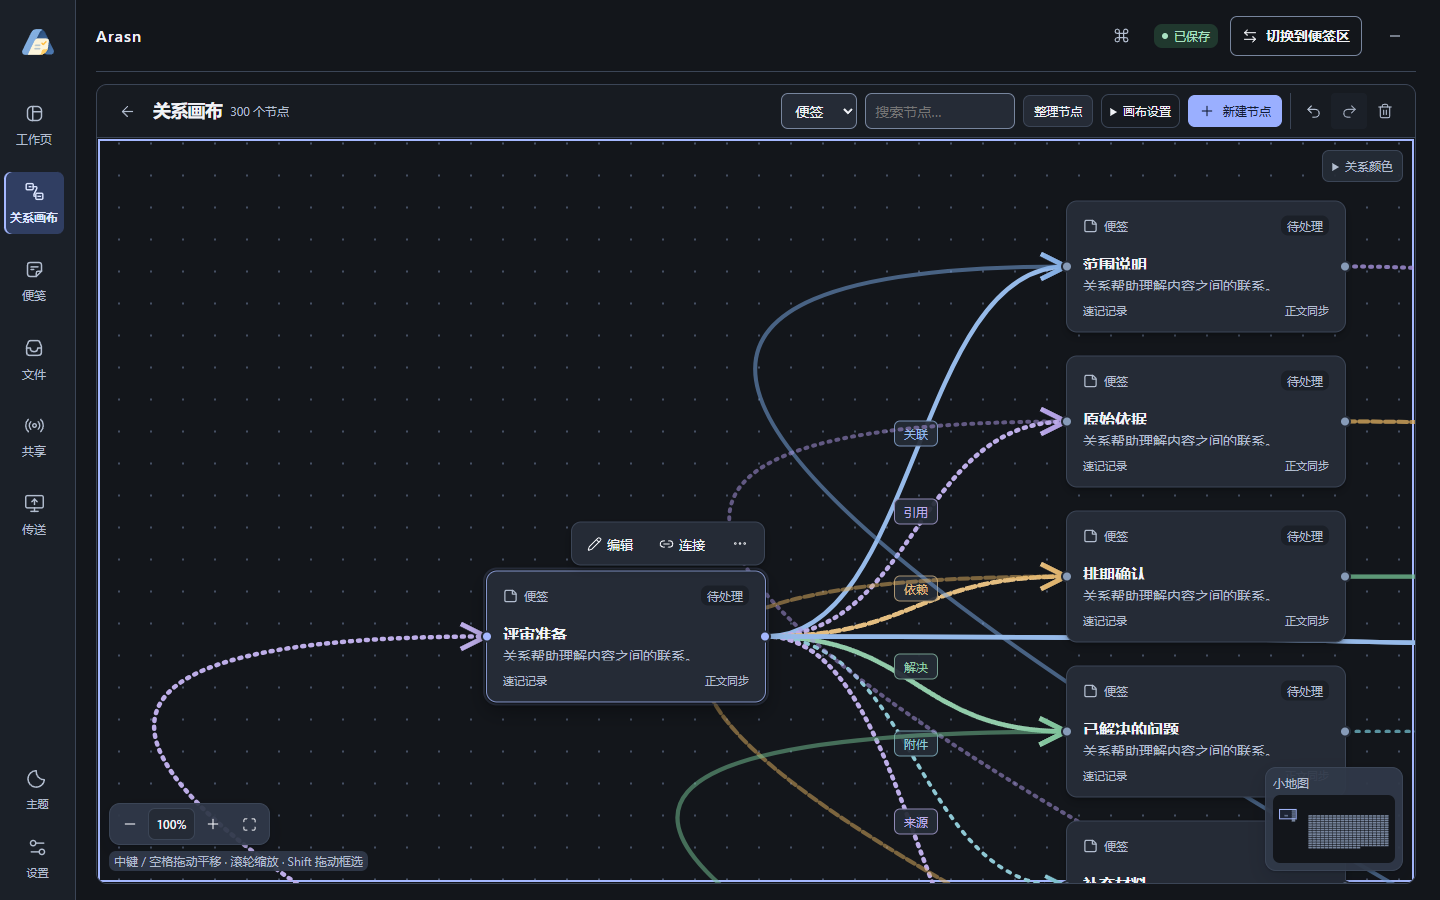 Arasn
已保存
切换到便签区
工作页
关系画布
便笺
文件
共享
传送
主题
设置
关系画布 300 个节点
便签
搜索节点...
整理节点
画布设置
新建节点
关系颜色
便签
待处理
范围说明
关系帮助理解内容之间的联系。
速记记录
正文同步
便签
待处理
原始依据
关系帮助理解内容之间的联系。
速记记录
正文同步
便签
待处理
排期确认
关系帮助理解内容之间的联系。
速记记录
正文同步
便签
待处理
已解决的问题
关系帮助理解内容之间的联系。
速记记录
便签
补充材料
关联
引用
依赖
解决
附件
来源
编辑
连接
便签
待处理
评审准备
关系帮助理解内容之间的联系。
速记记录
正文同步
小地图
100%
中键 / 空格拖动平移 · 滚轮缩放 · Shift 拖动框选